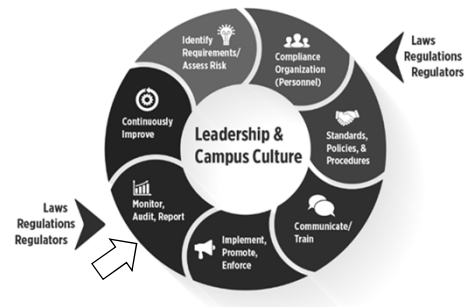 Identify
Requirements/
Assess Risk
Compliance
Organization
(Personnel)
Laws
Regulations
Regulators
Continuously
Improve
Leadership &
Campus Culture
Standards,
Policies, &
Procedures
Monitor,
Audit, Report
Communicate/
Train
Laws
Regulations
Regulators
Implement,
Promote,
Enforce